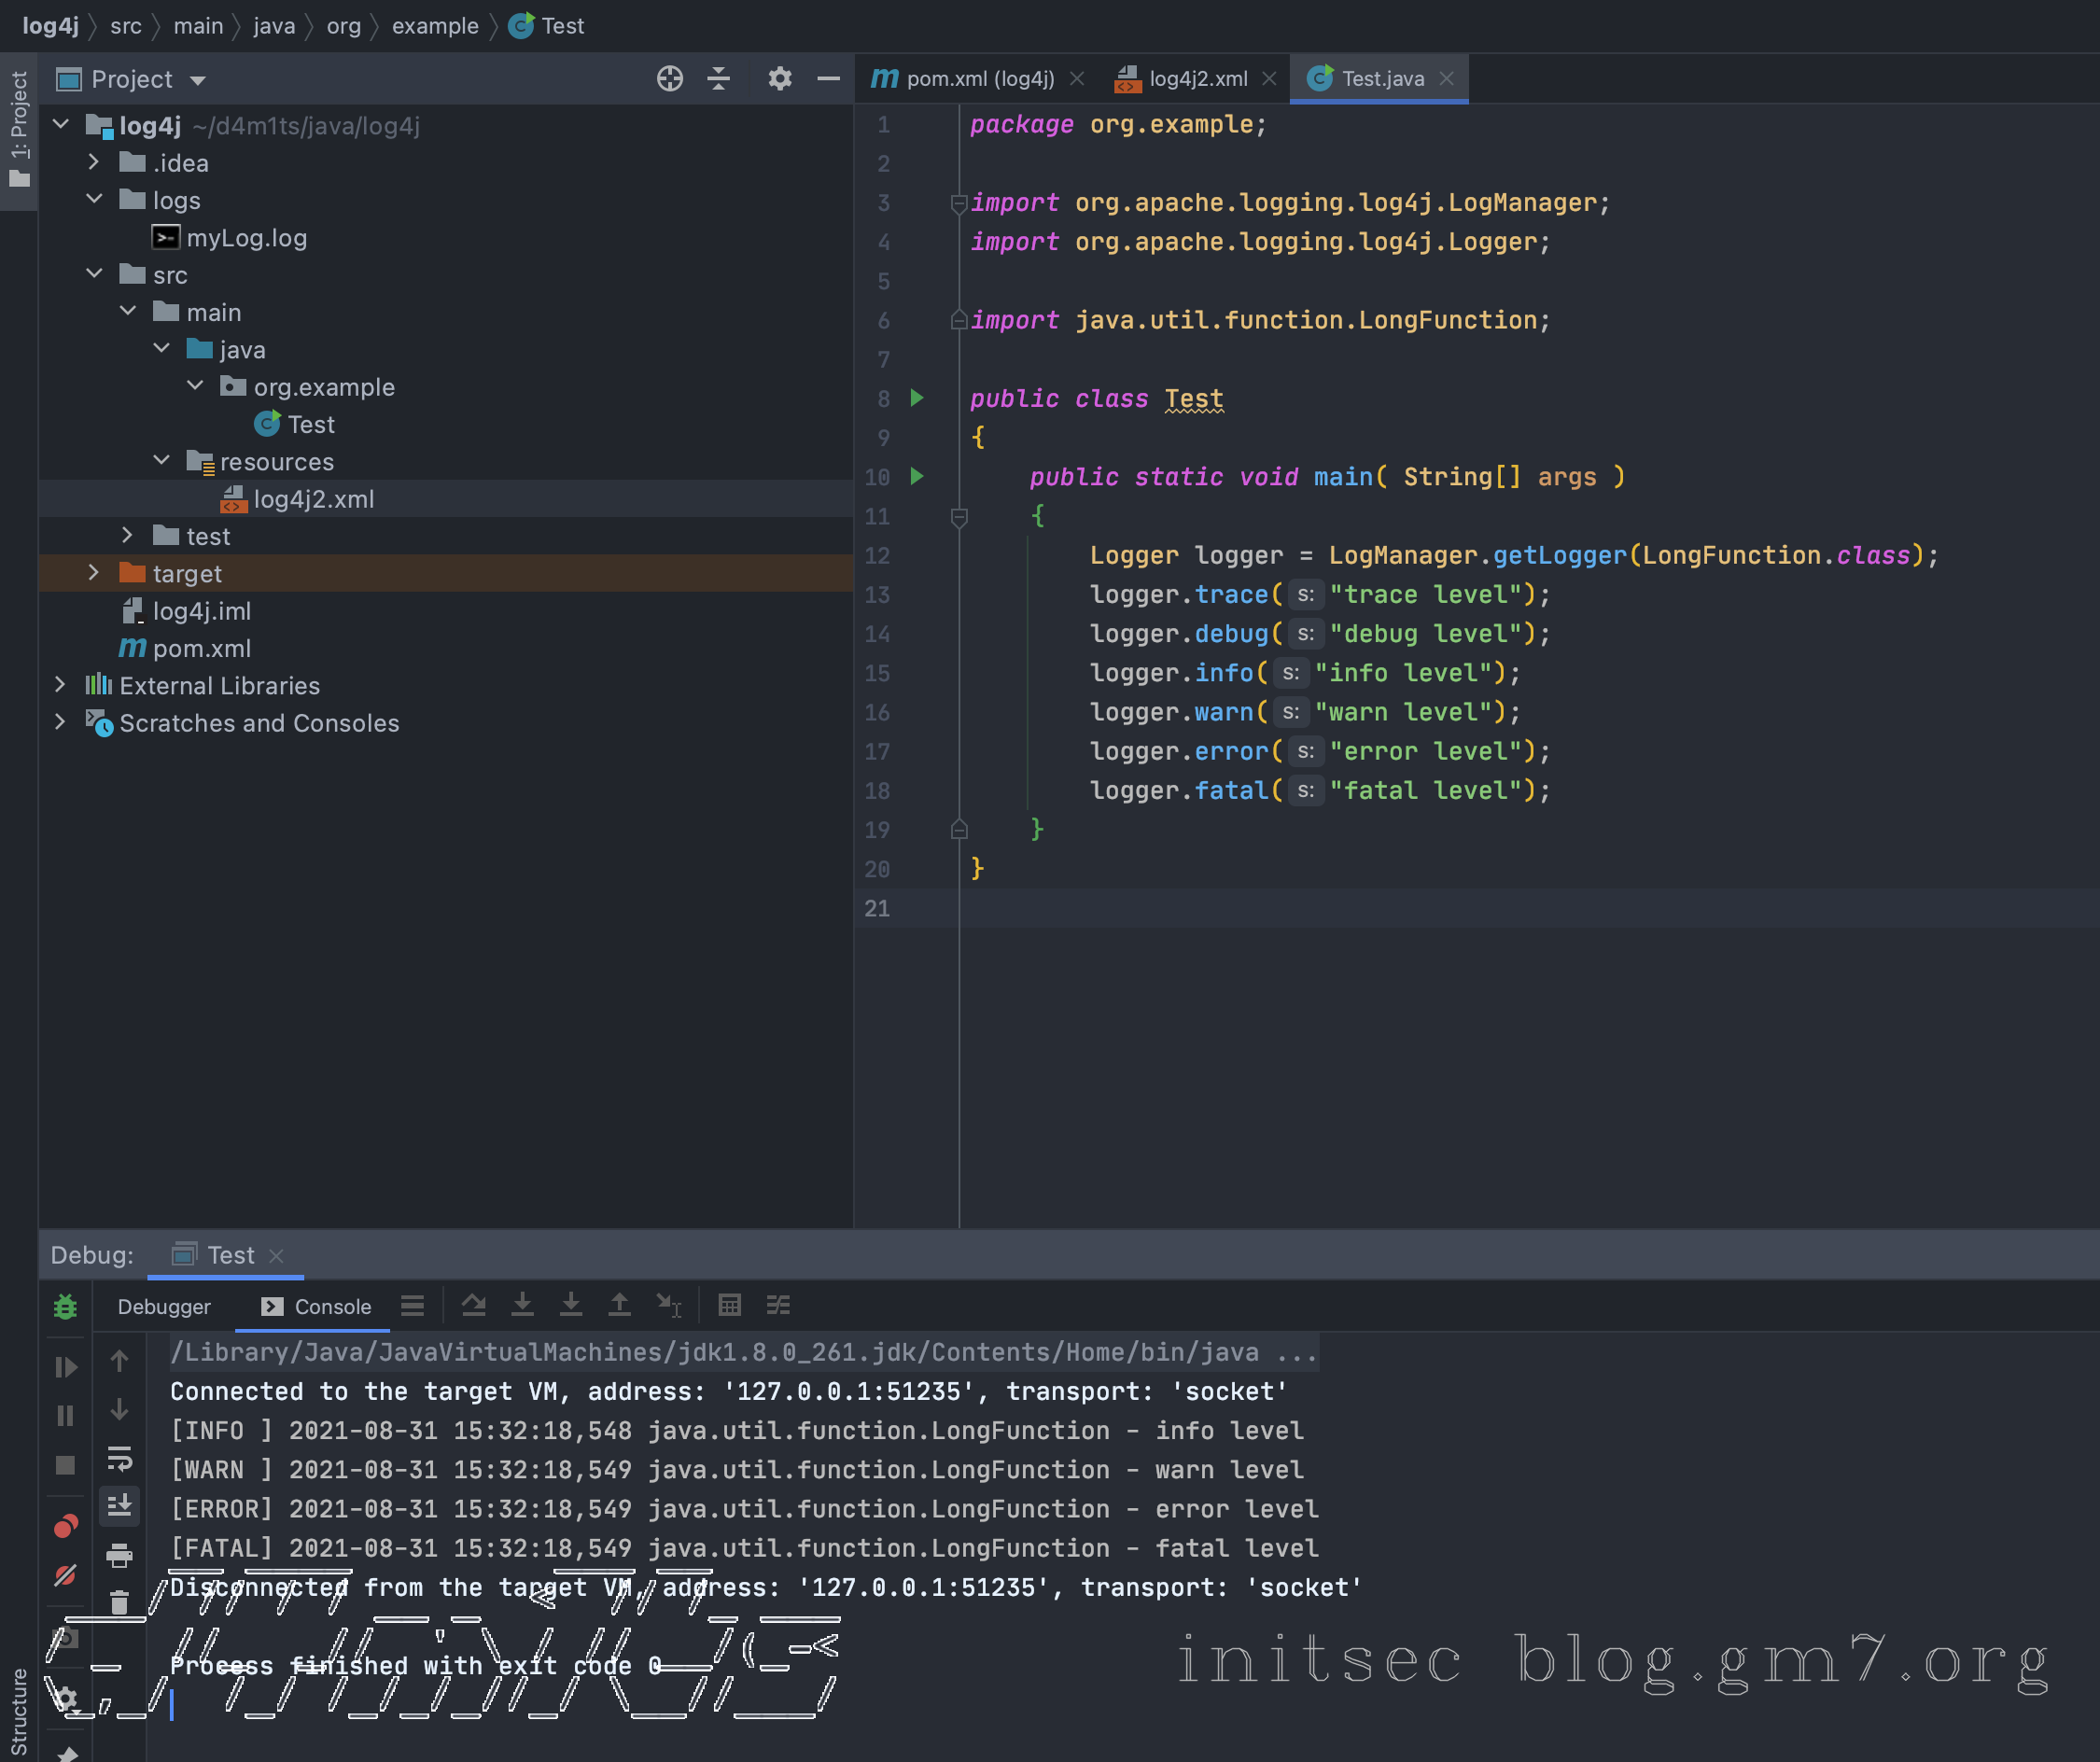 log4j src main java org example Test
1: Project
Project
log4j ~/d4m1ts/java/log4j
.idea
logs
myLog.log
src
main
java
org.example
Test
resources
log4j2.xml
test
target
log4j.iml
pom.xml
External Libraries
Scratches and Consoles
pom.xml (log4j) log4j2.xml Test.java
1 package org.example;
2
3 import org.apache.logging.log4j.LogManager;
4 import org.apache.logging.log4j.Logger;
5
6 import java.util.function.LongFunction;
7
8 public class Test
9 {
10 public static void main( String[] args )
11 {
12 Logger logger = LogManager.getLogger(LongFunction.class);
13 logger.trace( s: "trace level");
14 logger.debug( s: "debug level");
15 logger.info( s: "info level");
16 logger.warn( s: "warn level");
17 logger.error( s: "error level");
18 logger.fatal( s: "fatal level");
19 }
20 }
21
Debug: Test
Debugger Console
/Library/Java/JavaVirtualMachines/jdk1.8.0_261.jdk/Contents/Home/bin/java ...
Connected to the target VM, address: '127.0.0.1:51235', transport: 'socket'
[INFO ] 2021-08-31 15:32:18,548 java.util.function.LongFunction - info level
[WARN ] 2021-08-31 15:32:18,549 java.util.function.LongFunction - warn level
[ERROR] 2021-08-31 15:32:18,549 java.util.function.LongFunction - error level
[FATAL] 2021-08-31 15:32:18,549 java.util.function.LongFunction - fatal level
Disconnected from the target VM, address: '127.0.0.1:51235', transport: 'socket'
Process finished with exit code 0
Structure
initsec blog.gm7.org